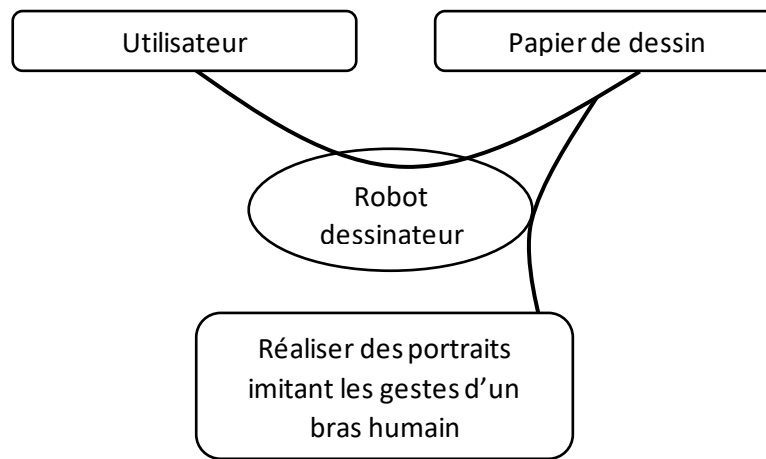 Utilisateur
Papier de dessin
Robot
dessinateur
Réaliser des portraits
imitant les gestes d’un
bras humain